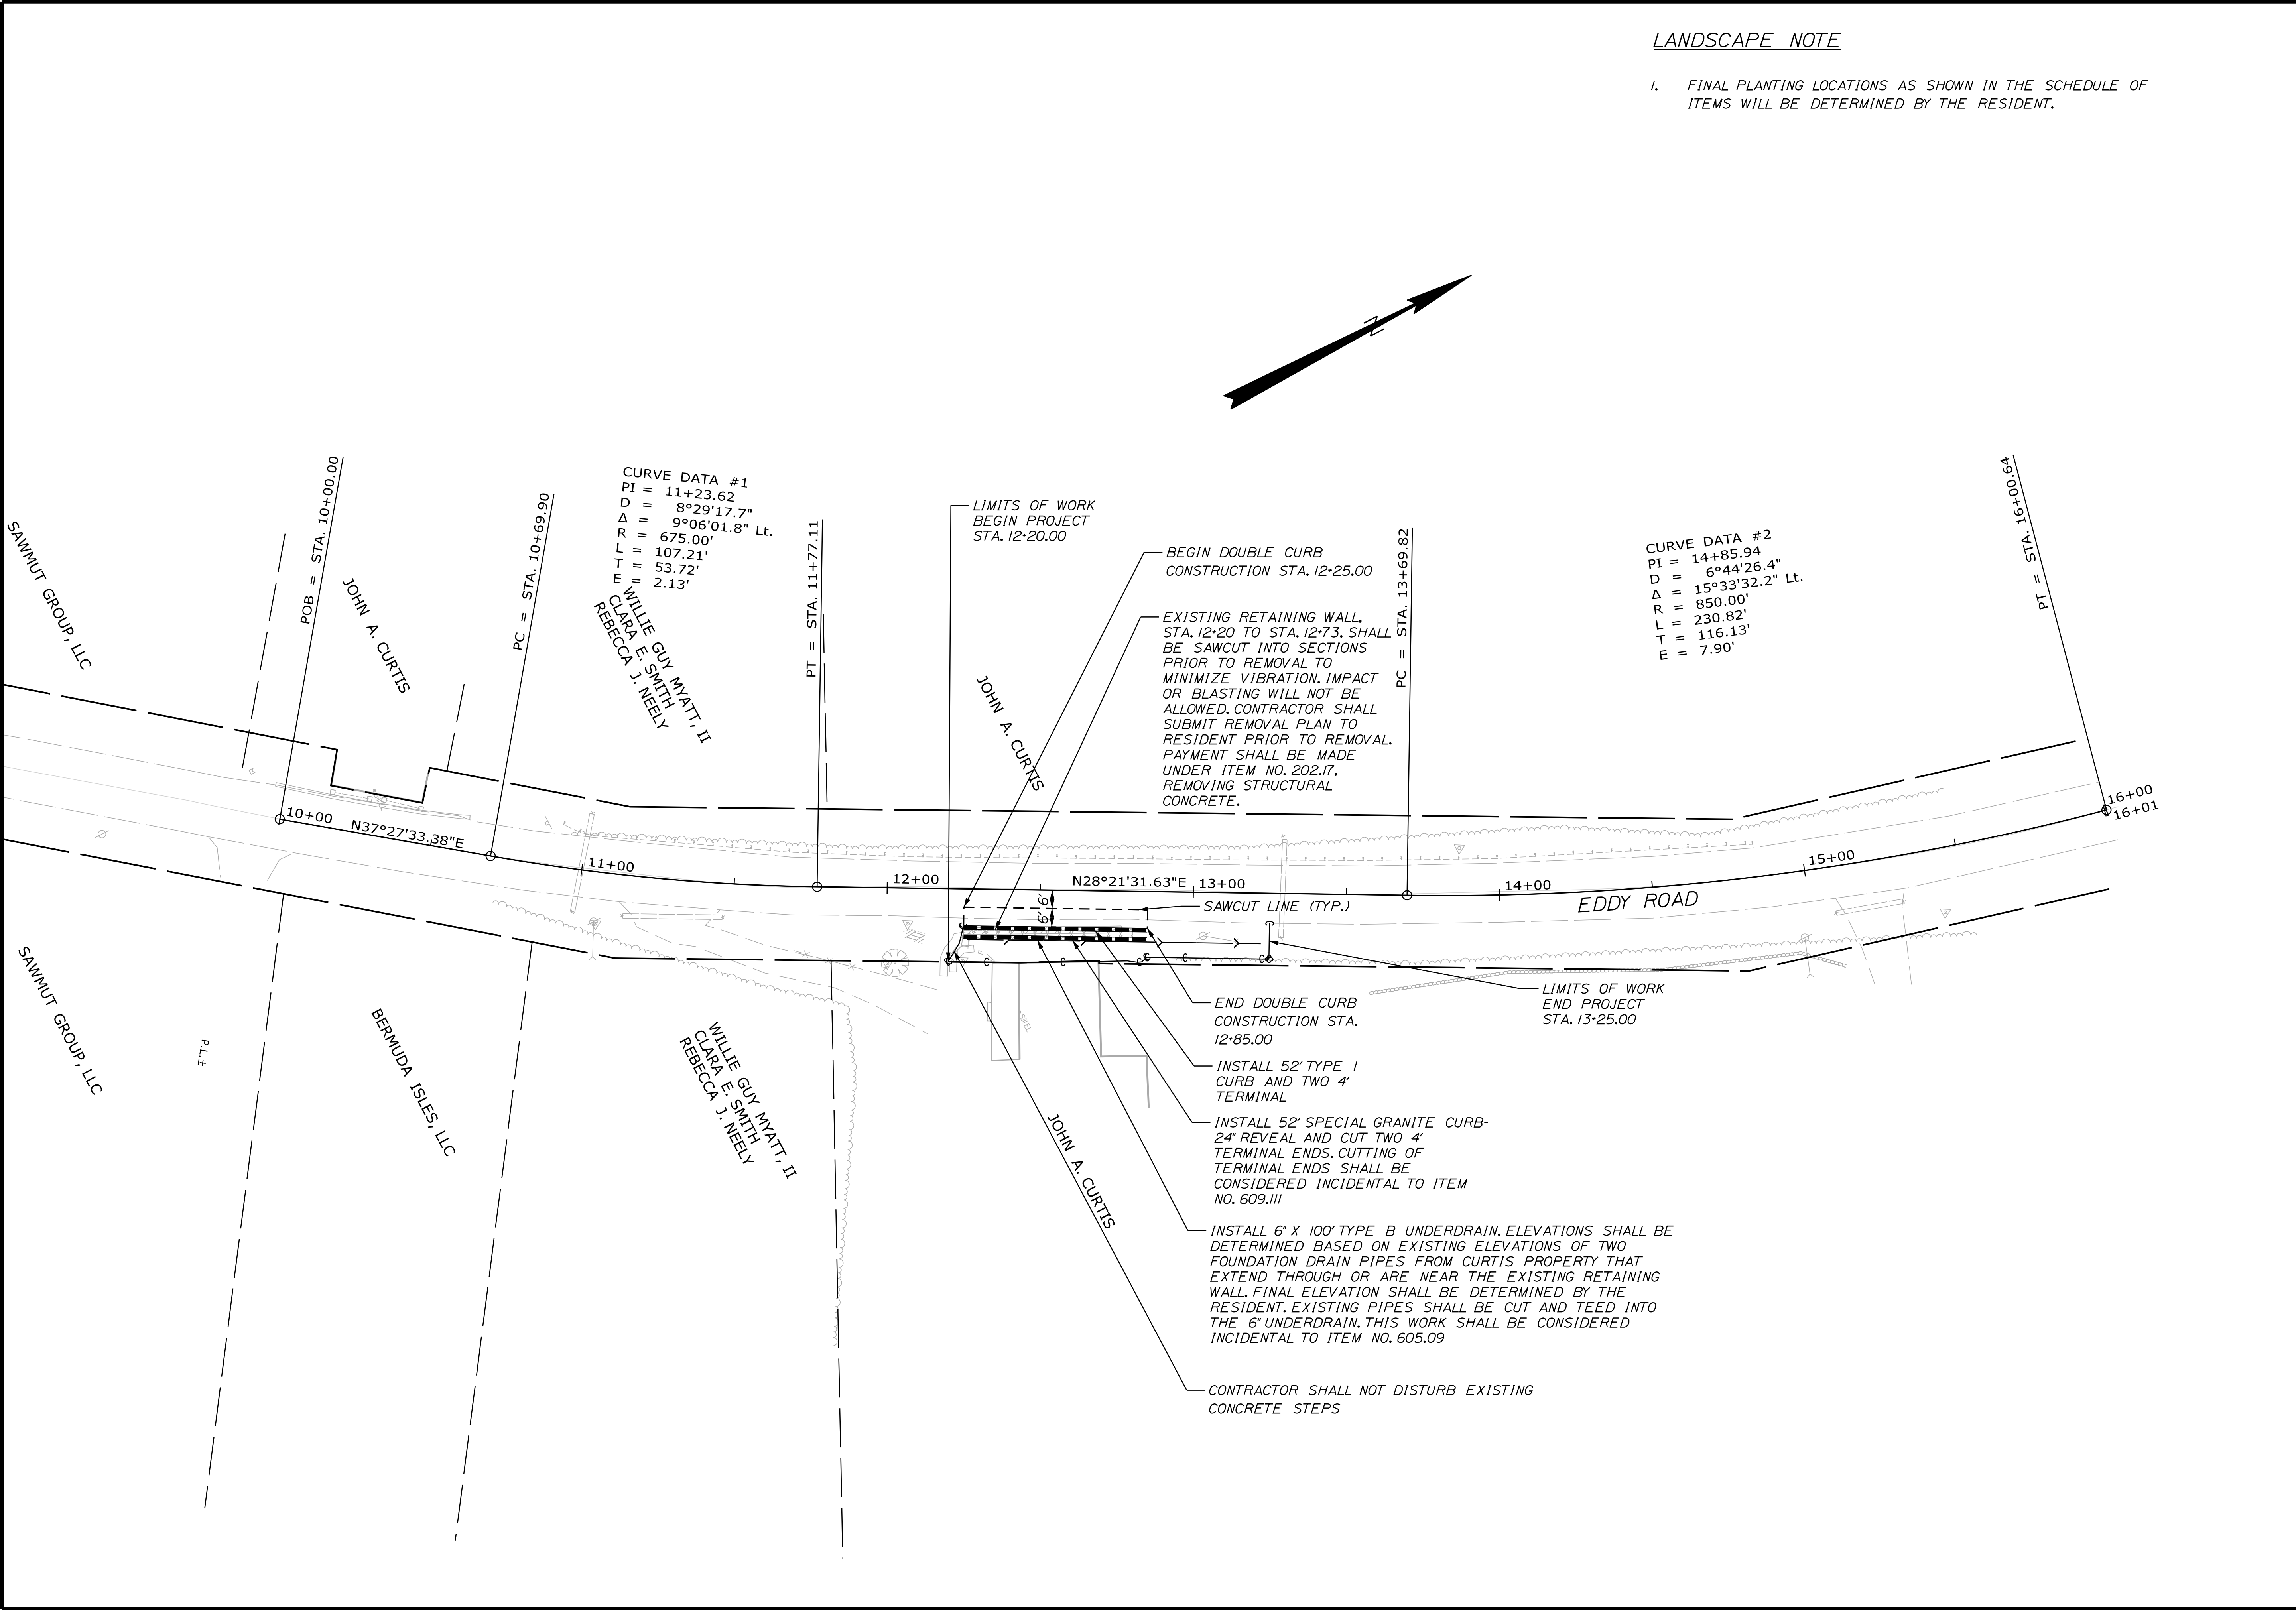 LANDSCAPE NOTE
1. FINAL PLANTING LOCATIONS AS SHOWN IN THE SCHEDULE OF
ITEMS WILL BE DETERMINED BY THE RESIDENT.
N
SAWMUT GROUP, LLC
POB = STA. 10+00.00
JOHN A. CURTIS
PC = STA. 10+69.90
CURVE DATA #1
PI = 11+23.62
D = 8°29'17.7"
Δ = 9°06'01.8" Lt.
R = 675.00'
L = 107.21'
T = 53.72'
E = 2.13'
WILLIE GUY MYATT, II
CLARA E. SMITH
REBECCA J. NEELY
PT = STA. 11+77.11
LIMITS OF WORK
BEGIN PROJECT
STA. 12+20.00
JOHN A. CURTIS
BEGIN DOUBLE CURB
CONSTRUCTION STA. 12+25.00
EXISTING RETAINING WALL,
STA. 12+20 TO STA. 12+73, SHALL
BE SAWCUT INTO SECTIONS
PRIOR TO REMOVAL TO
MINIMIZE VIBRATION. IMPACT
OR BLASTING WILL NOT BE
ALLOWED. CONTRACTOR SHALL
SUBMIT REMOVAL PLAN TO
RESIDENT PRIOR TO REMOVAL.
PAYMENT SHALL BE MADE
UNDER ITEM NO. 202.17,
REMOVING STRUCTURAL
CONCRETE.
PC = STA. 13+69.82
CURVE DATA #2
PI = 14+85.94
D = 6°44'26.4"
Δ = 15°33'32.2" Lt.
R = 850.00'
L = 230.82'
T = 116.13'
E = 7.90'
PT = STA. 16+00.64
10+00
N37°27'33.38"E
11+00
12+00
N28°21'31.63"E
13+00
14+00
15+00
16+00
16+01
EDDY ROAD
6' 6'
SAWCUT LINE (TYP.)
SAWMUT GROUP, LLC
P.L.±
BERMUDA ISLES, LLC
WILLIE GUY MYATT, II
CLARA E. SMITH
REBECCA J. NEELY
JOHN A. CURTIS
LIMITS OF WORK
END PROJECT
STA. 13+25.00
END DOUBLE CURB
CONSTRUCTION STA.
12+85.00
INSTALL 52' TYPE 1
CURB AND TWO 4'
TERMINAL
INSTALL 52' SPECIAL GRANITE CURB-
24" REVEAL AND CUT TWO 4'
TERMINAL ENDS. CUTTING OF
TERMINAL ENDS SHALL BE
CONSIDERED INCIDENTAL TO ITEM
NO. 609.111
INSTALL 6" X 100' TYPE B UNDERDRAIN. ELEVATIONS SHALL BE
DETERMINED BASED ON EXISTING ELEVATIONS OF TWO
FOUNDATION DRAIN PIPES FROM CURTIS PROPERTY THAT
EXTEND THROUGH OR ARE NEAR THE EXISTING RETAINING
WALL. FINAL ELEVATION SHALL BE DETERMINED BY THE
RESIDENT. EXISTING PIPES SHALL BE CUT AND TEED INTO
THE 6" UNDERDRAIN. THIS WORK SHALL BE CONSIDERED
INCIDENTAL TO ITEM NO. 605.09
CONTRACTOR SHALL NOT DISTURB EXISTING
CONCRETE STEPS